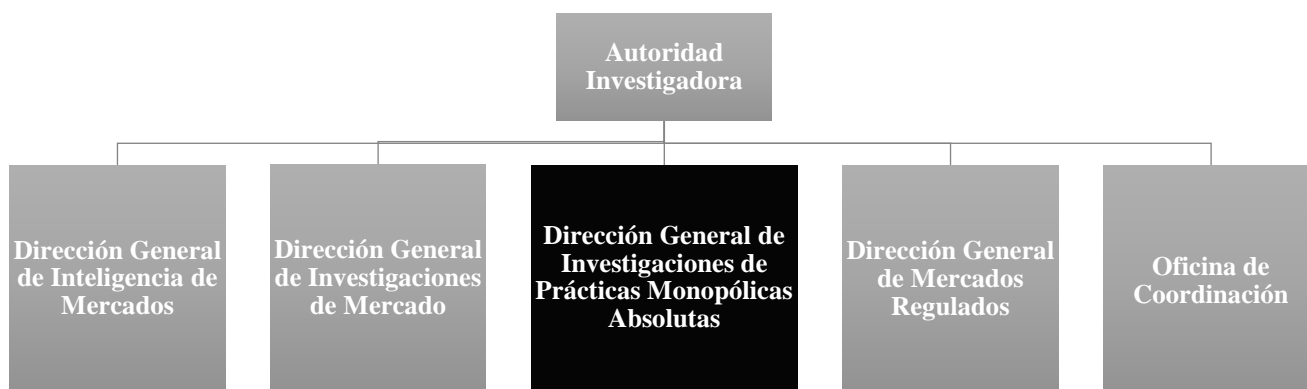 Autoridad
Investigadora
Dirección General
de Inteligencia de
Mercados
Dirección General
de Investigaciones
de Mercado
Dirección General de
Investigaciones de
Prácticas Monopólicas
Absolutas
Dirección General
de Mercados
Regulados
Oficina de
Coordinación